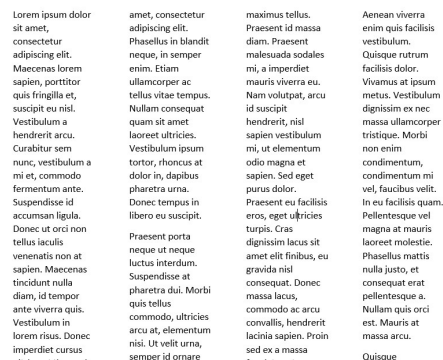 Lorem ipsum dolor
sit amet,
consectetur
adipiscing elit.
Maecenas lorem
sapien, porttitor
quis fringilla et,
suscipit eu nisl.
Vestibulum a
hendrerit arcu.
Curabitur sem
nunc, vestibulum a
mi et, commodo
fermentum ante.
Suspendisse id
accumsan ligula.
Donec ut orci non
tellus iaculis
venenatis non at
sapien. Maecenas
tincidunt nulla
diam, id tempor
ante viverra quis.
Vestibulum in
lorem risus. Donec
imperdiet cursus
amet, consectetur
adipiscing elit.
Phasellus in blandit
neque, in semper
enim. Etiam
ullamcorper ac
tellus vitae tempus.
Nullam consequat
quam sit amet
laoreet ultricies.
Vestibulum ipsum
tortor, rhoncus at
dolor in, dapibus
pharetra urna.
Donec tempus in
libero eu suscipit.
Praesent porta
neque ut neque
luctus interdum.
Suspendisse at
pharetra dui. Morbi
quis tellus
commodo, ultricies
arcu at, elementum
nisi. Ut velit urna,
semper id ornare
maximus tellus.
Praesent id massa
diam. Praesent
malesuada sodales
mi, a imperdiet
mauris viverra eu.
Nam volutpat, arcu
id suscipit
hendrerit, nisl
sapien vestibulum
mi, ut elementum
odio magna et
sapien. Sed eget
purus dolor.
Praesent eu facilisis
eros, eget ultricies
turpis. Cras
dignissim lacus sit
amet elit finibus, eu
gravida nisl
consequat. Donec
massa lacus,
commodo ac arcu
convallis, hendrerit
lacinia sapien. Proin
sed ex a massa
Aenean viverra
enim quis facilisis
vestibulum.
Quisque rutrum
facilisis dolor.
Vivamus at ipsum
metus. Vestibulum
dignissim ex nec
massa ullamcorper
tristique. Morbi
non enim
condimentum,
condimentum mi
vel, faucibus velit.
In eu facilisis quam.
Pellentesque vel
magna at mauris
laoreet molestie.
Phasellus mattis
nulla justo, et
consequat erat
pellentesque a.
Nullam quis orci
est. Mauris at
massa arcu.
Quisque